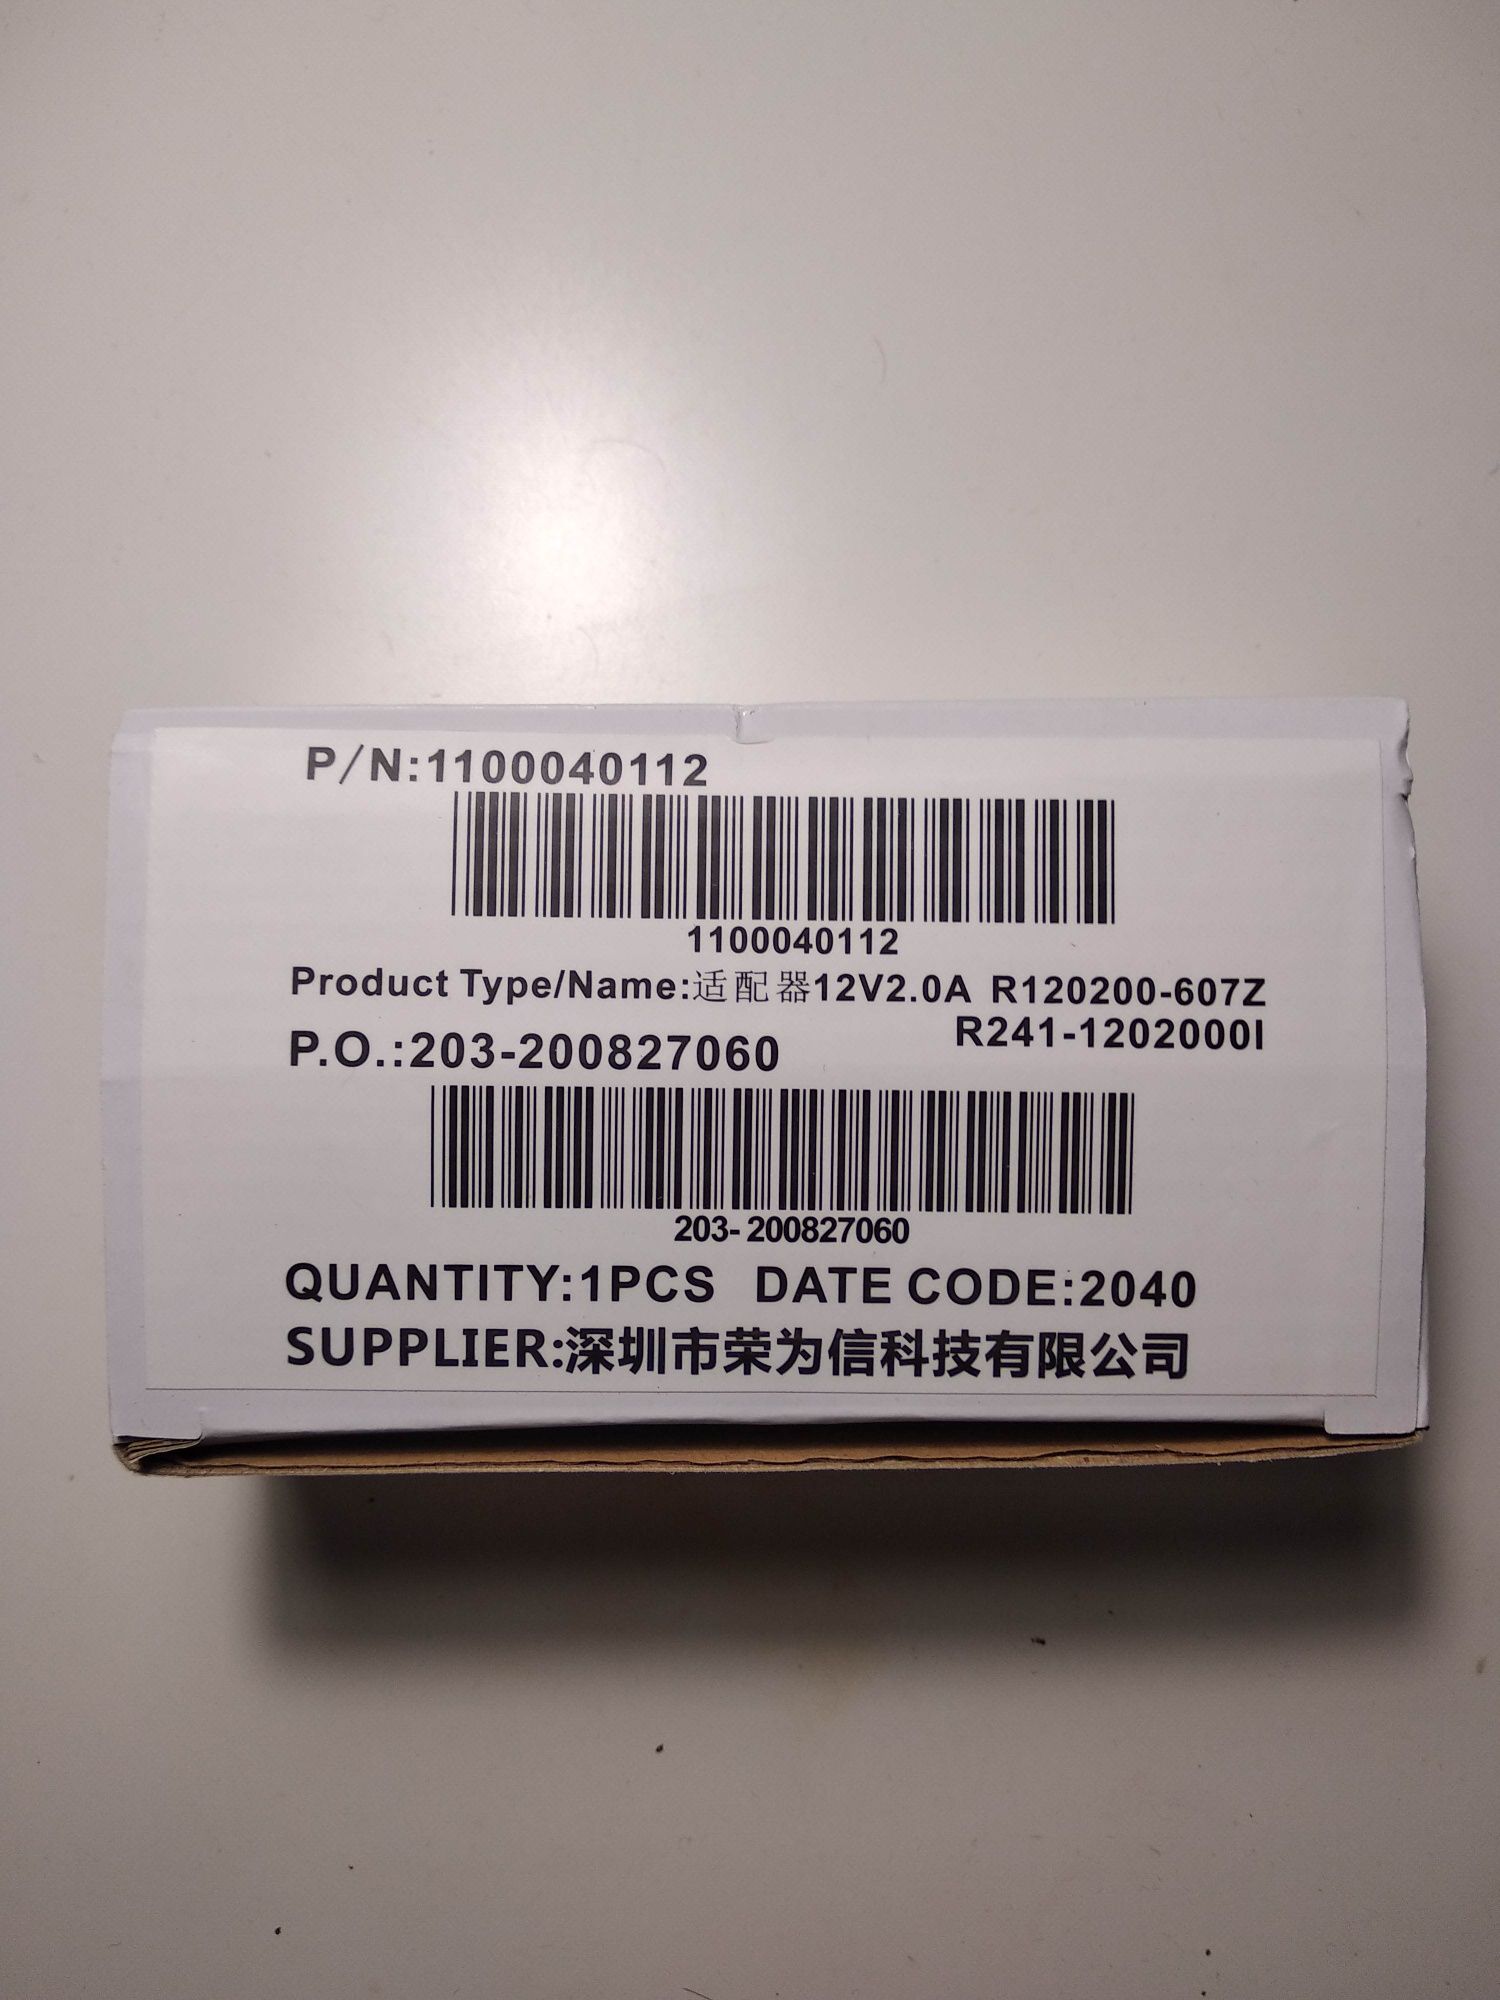 P/N:1100040112
1100040112
Product Type/Name:适配器12V2.0A R120200-607Z
R241-1202000I
P.O.:203-200827060
203-200827060
QUANTITY:1PCS DATE CODE:2040
SUPPLIER:深圳市荣为信科技有限公司